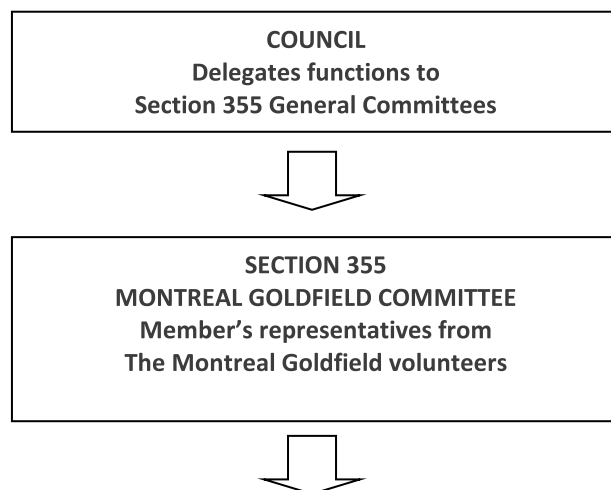 COUNCIL
Delegates functions to
Section 355 General Committees
SECTION 355
MONTREAL GOLDFIELD COMMITTEE
Member’s representatives from
The Montreal Goldfield volunteers